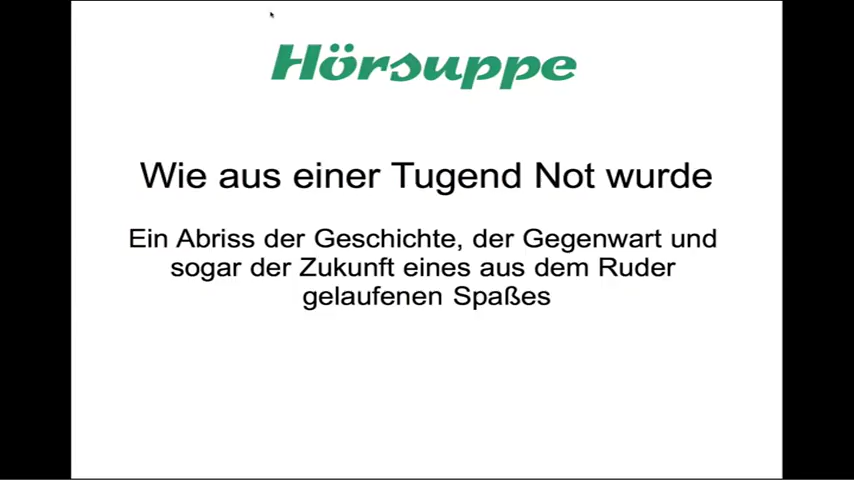 Hörsuppe
Wie aus einer Tugend Not wurde
Ein Abriss der Geschichte, der Gegenwart und
sogar der Zukunft eines aus dem Ruder
gelaufenen Spaßes